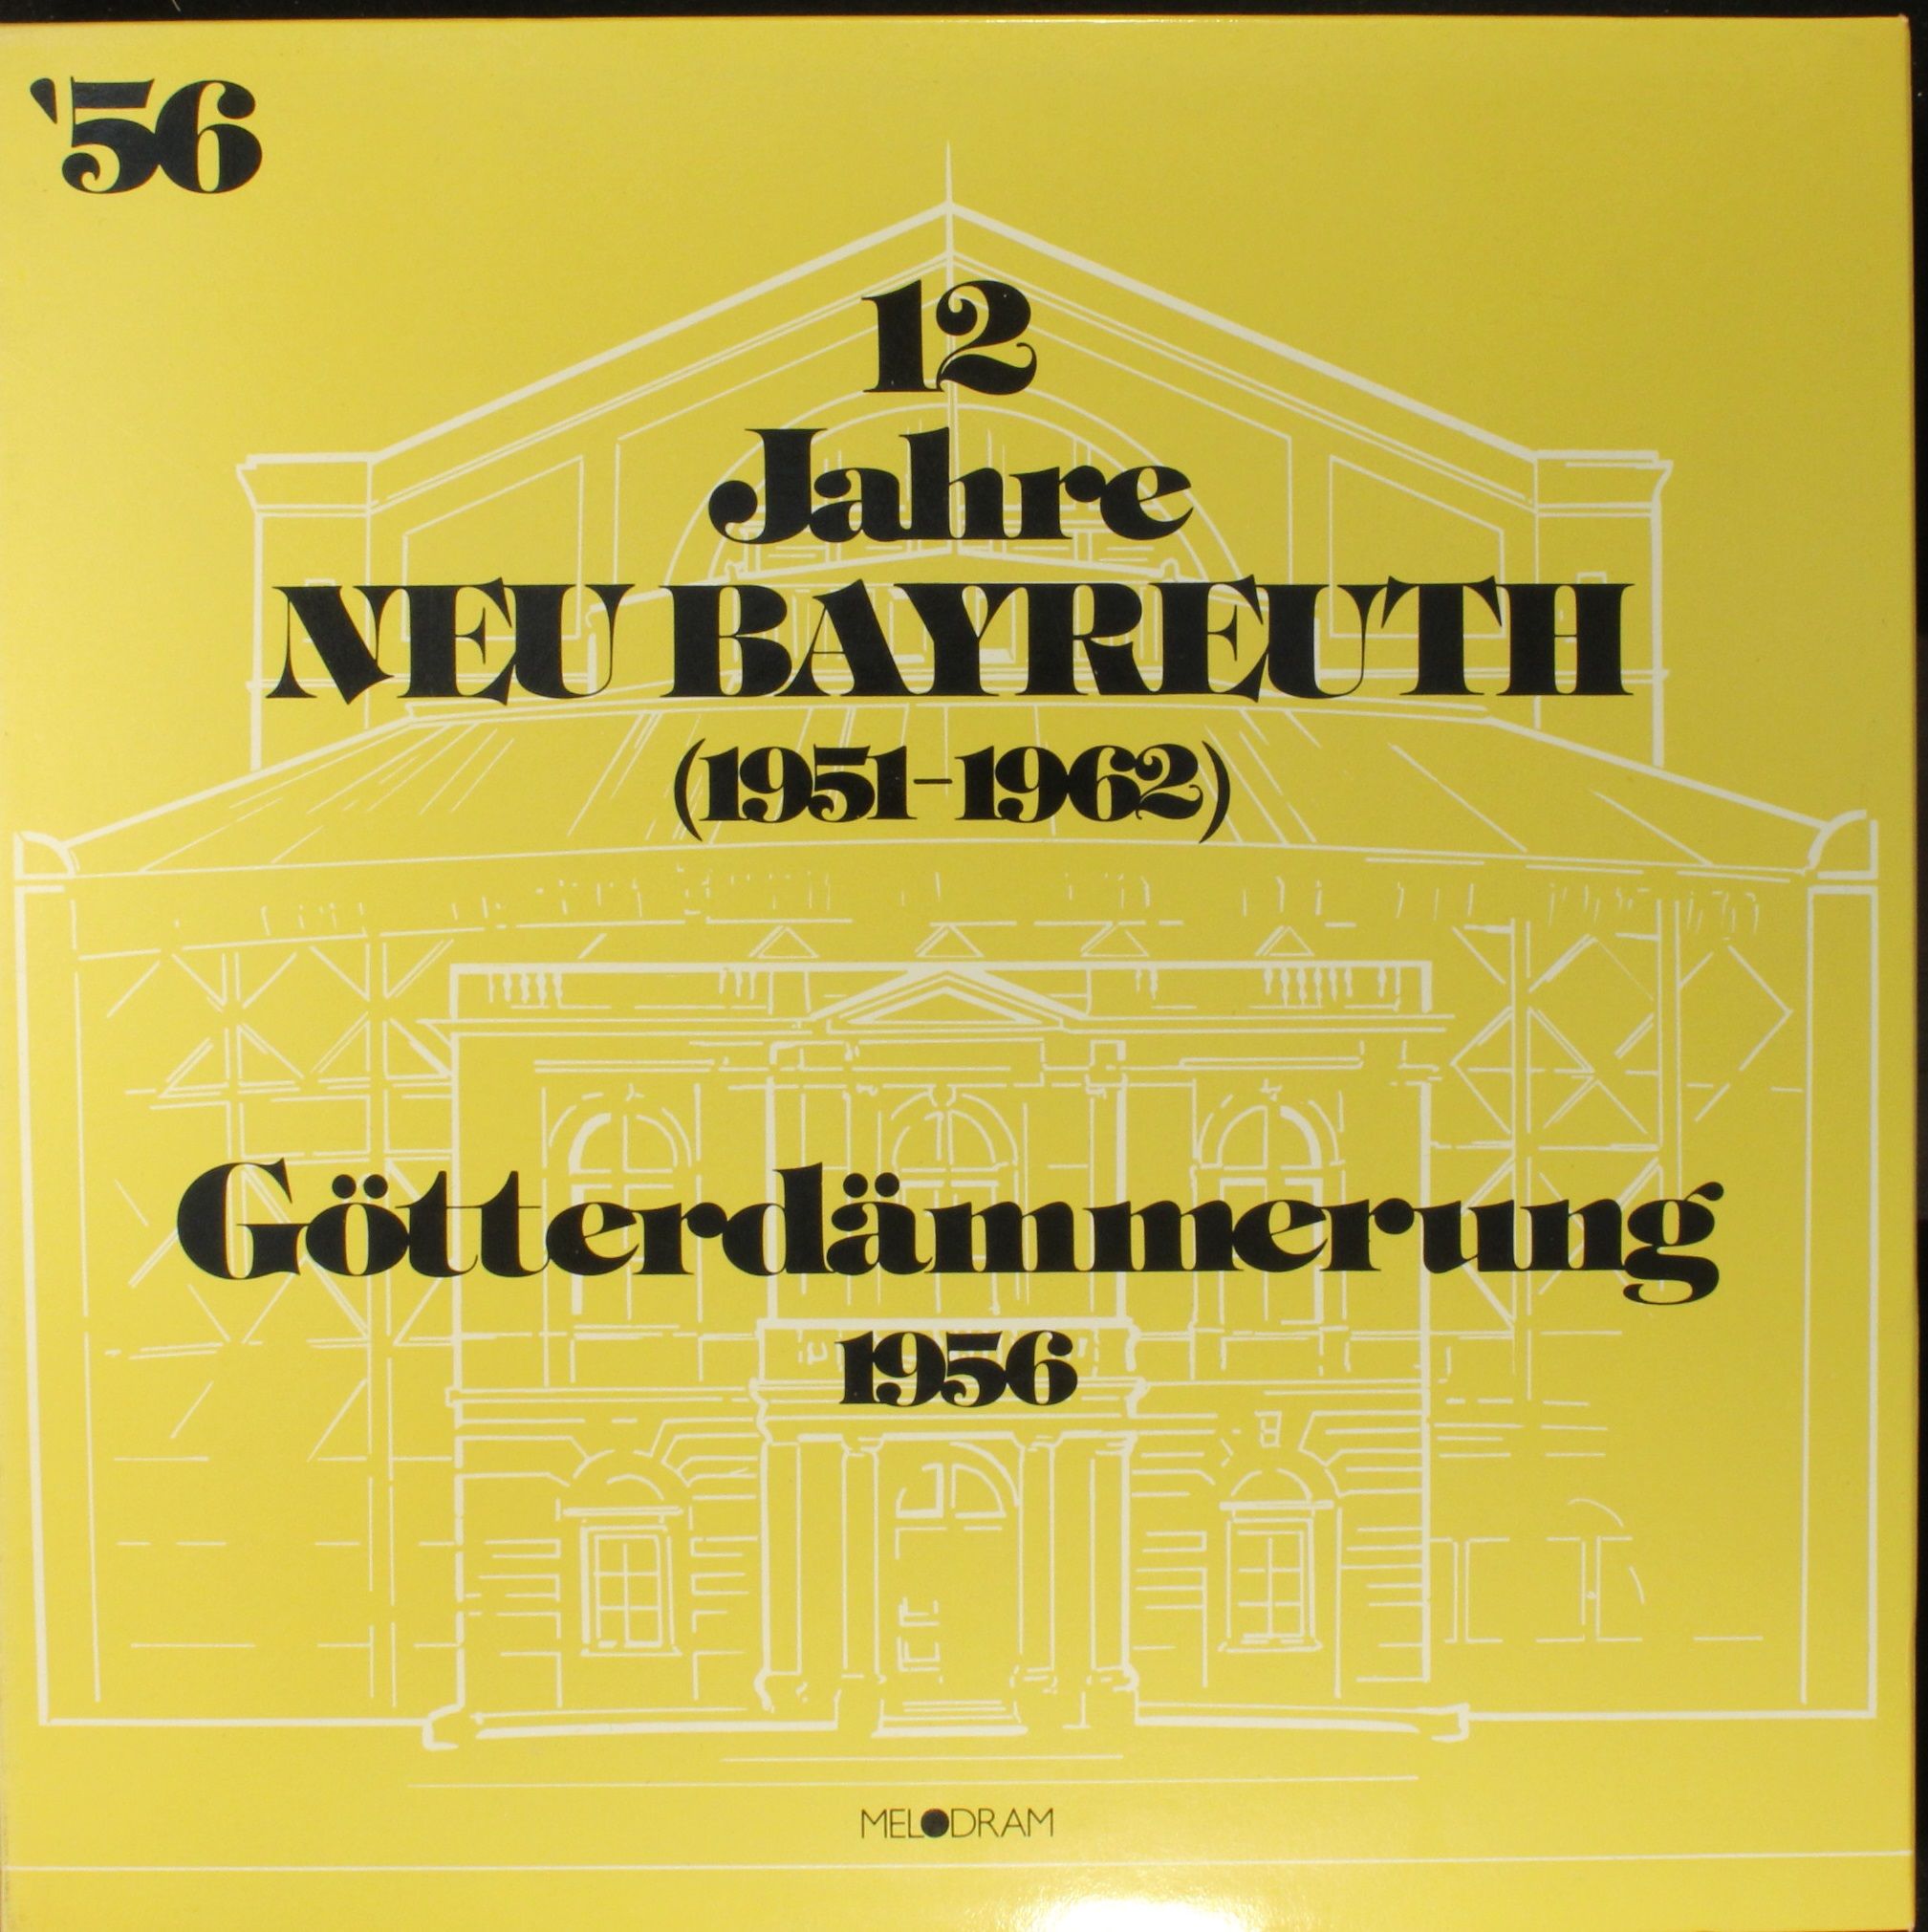 '56
12
Jahre
NEU BAYREUTH
(1951-1962)
Götterdämmerung
1956
MELODRAM